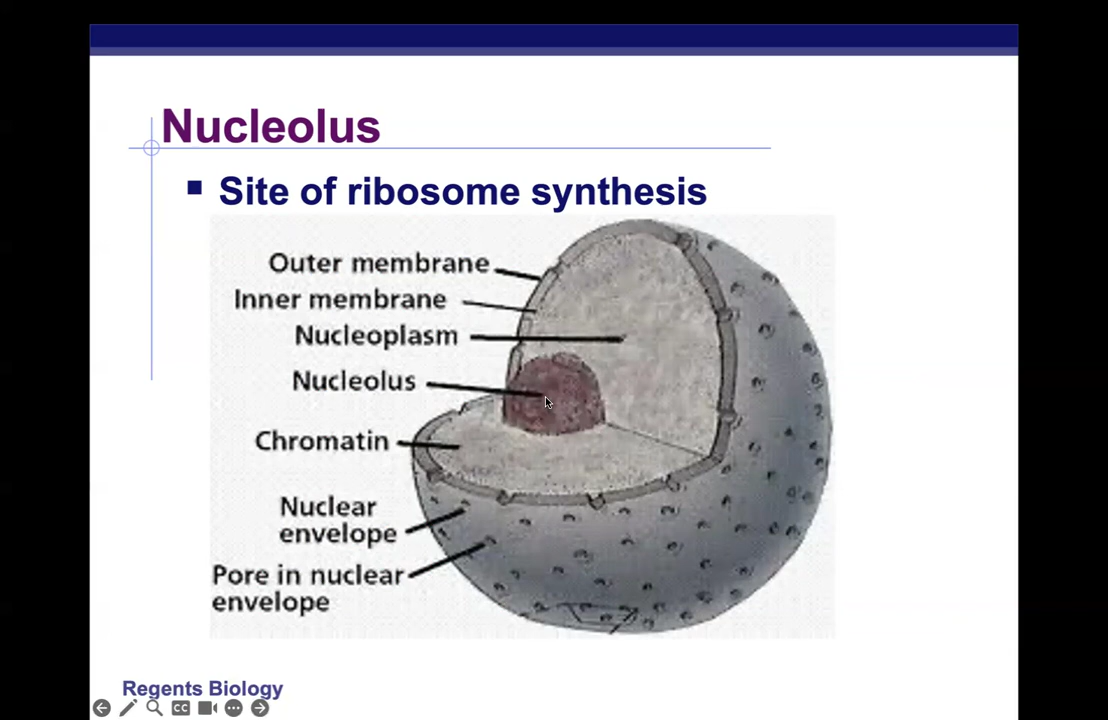 Nucleolus
Site of ribosome synthesis
Outer membrane
Inner membrane
Nucleoplasm
Nucleolus
Chromatin
Nuclear
envelope
Pore in nuclear
envelope
Regents Biology
CC